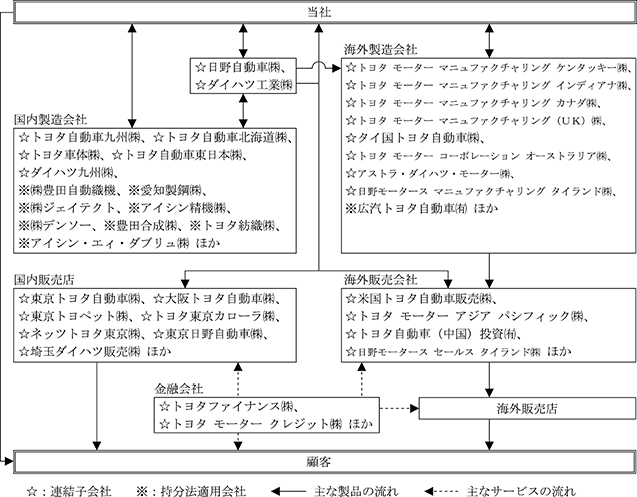 当社
☆日野自動車㈱、
☆ダイハツ工業㈱
海外製造会社
☆トヨタ モーター マニュファクチャリング ケンタッキー㈱、
☆トヨタ モーター マニュファクチャリング インディアナ㈱、
☆トヨタ モーター マニュファクチャリング カナダ㈱、
☆トヨタ モーター マニュファクチャリング（UK）㈱、
☆タイ国トヨタ自動車㈱、
☆トヨタ モーター コーポレーション オーストラリア㈱、
☆アストラ・ダイハツ・モーター㈱、
☆日野モータース マニュファクチャリング タイランド㈱、
※広汽トヨタ自動車㈲ ほか
国内製造会社
☆トヨタ自動車九州㈱、☆トヨタ自動車北海道㈱、
☆トヨタ車体㈱、☆トヨタ自動車東日本㈱、
☆ダイハツ九州㈱、
※㈱豊田自動織機、※愛知製鋼㈱、
※㈱ジェイテクト、※アイシン精機㈱、
※㈱デンソー、※豊田合成㈱、※トヨタ紡織㈱、
※アイシン・エィ・ダブリュ㈱ ほか
国内販売店
☆東京トヨタ自動車㈱、☆大阪トヨタ自動車㈱、
☆東京トヨペット㈱、☆トヨタ東京カローラ㈱、
☆ネッツトヨタ東京㈱、☆東京日野自動車㈱、
☆埼玉ダイハツ販売㈱ ほか
海外販売会社
☆米国トヨタ自動車販売㈱、
☆トヨタ モーター アジア パシフィック㈱、
☆トヨタ自動車（中国）投資㈲、
☆日野モータース セールス タイランド㈱ ほか
金融会社
☆トヨタファイナンス㈱、
☆トヨタ モーター クレジット㈱ ほか
海外販売店
顧客
☆：連結子会社 ※：持分法適用会社 主な製品の流れ 主なサービスの流れ